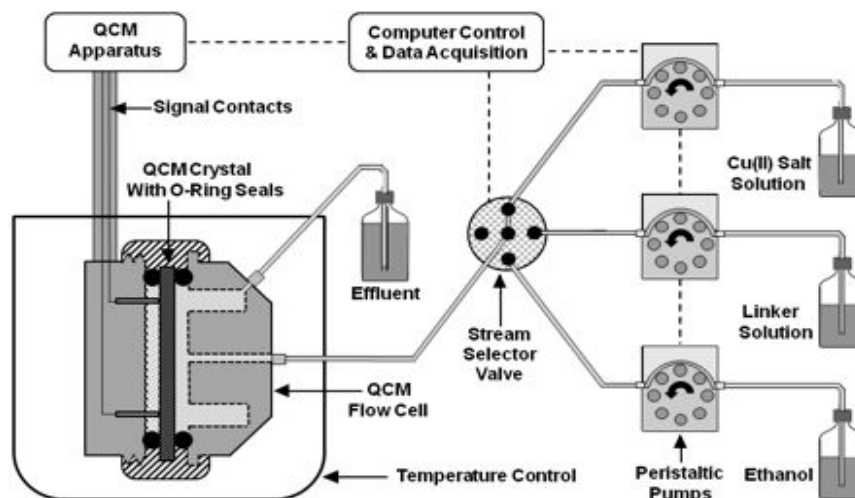 QCM
Apparatus
Computer Control
& Data Acquisition
Signal Contacts
QCM Crystal
With O-Ring Seals
Cu(II) Salt
Solution
Effluent
Stream
Selector
Valve
Linker
Solution
QCM
Flow Cell
Temperature Control
Peristaltic
Pumps
Ethanol